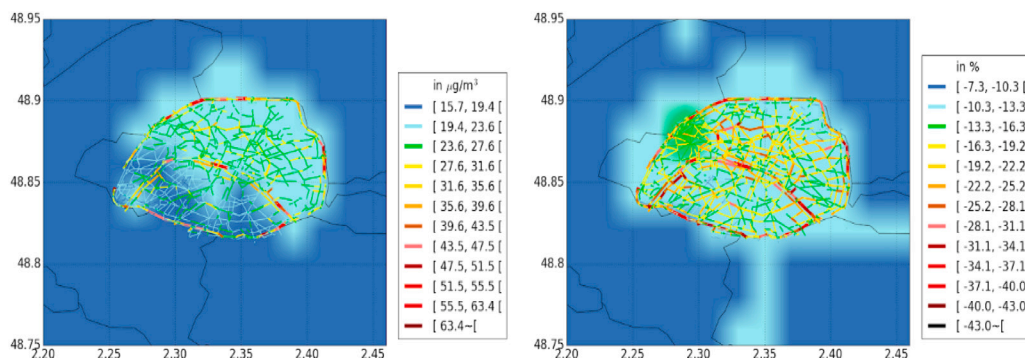 48.95
48.9
48.85
48.8
48.75
2.20 2.25 2.30 2.35 2.40 2.45
in μg/m³
[ 15.7, 19.4 [
[ 19.4, 23.6 [
[ 23.6, 27.6 [
[ 27.6, 31.6 [
[ 31.6, 35.6 [
[ 35.6, 39.6 [
[ 39.6, 43.5 [
[ 43.5, 47.5 [
[ 47.5, 51.5 [
[ 51.5, 55.5 [
[ 55.5, 63.4 [
[ 63.4~[
48.95
48.9
48.85
48.8
48.75
2.20 2.25 2.30 2.35 2.40 2.45
in %
[ -7.3, -10.3 [
[ -10.3, -13.3
[ -13.3, -16.3
[ -16.3, -19.2
[ -19.2, -22.2
[ -22.2, -25.2
[ -25.2, -28.1
[ -28.1, -31.1
[ -31.1, -34.1
[ -34.1, -37.1
[ -37.1, -40.0
[ -40.0, -43.0
[ -43.0~[